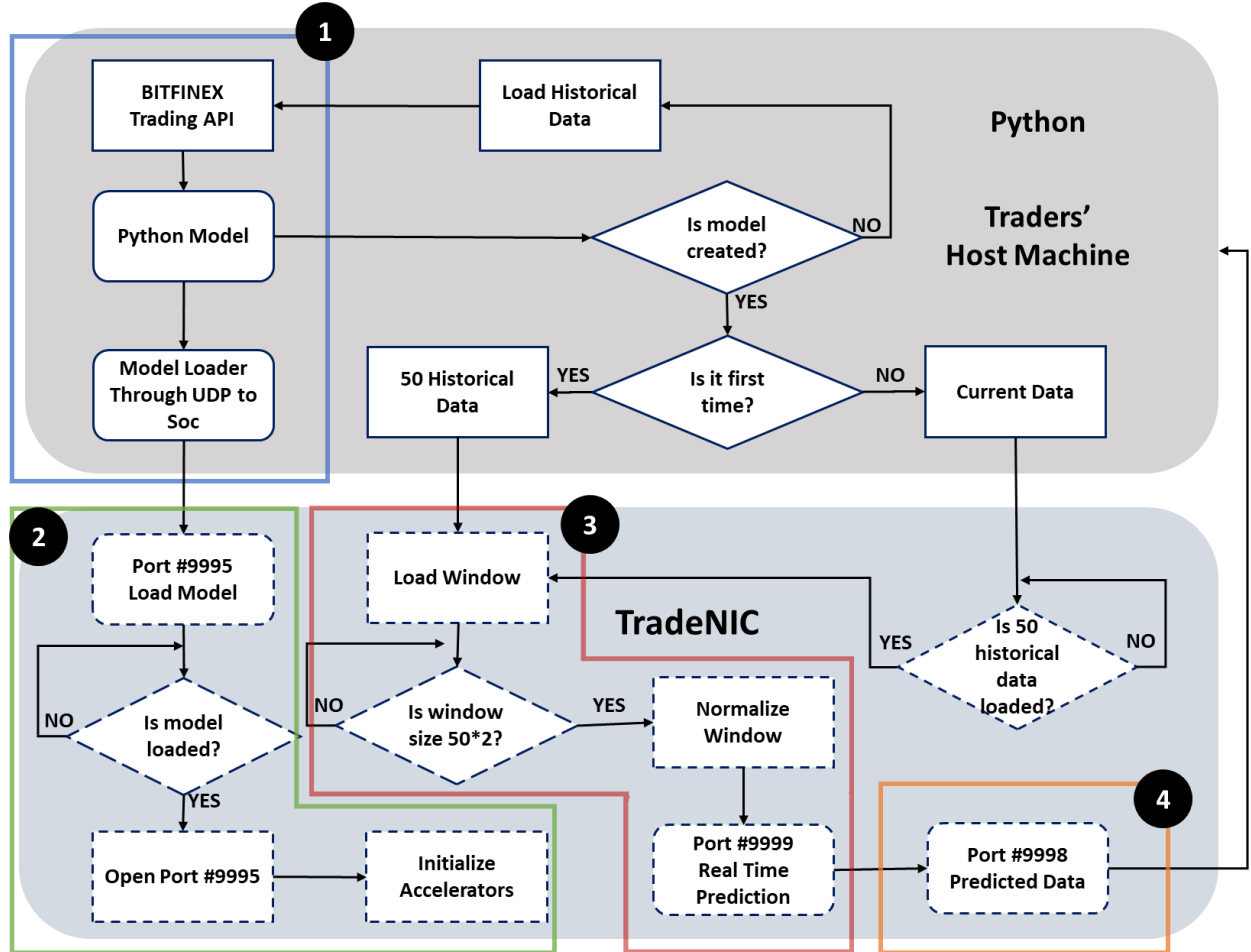 1
BITFINEX
Trading API
Load Historical
Data
Python
Python Model
Is model
created?
NO
Traders’
Host Machine
YES
Model Loader
Through UDP to
Soc
50 Historical
Data
YES
Is it first
time?
NO
Current Data
2
3
Port #9995
Load Model
Load Window
TradeNIC
YES
Is 50
historical
data
loaded?
NO
NO
Is model
loaded?
NO
Is window
size 50*2?
YES
Normalize
Window
YES
4
Open Port #9995
Initialize
Accelerators
Port #9999
Real Time
Prediction
Port #9998
Predicted Data